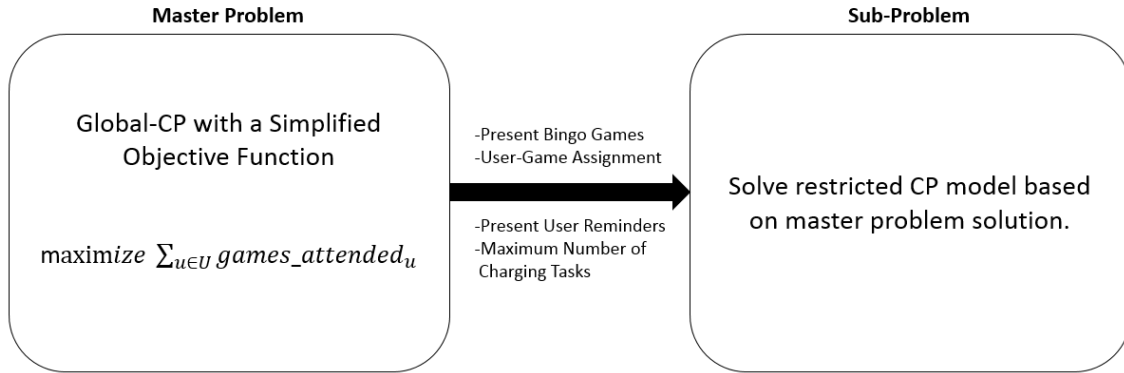 Master Problem
Global-CP with a Simplified
Objective Function
maximize ∑u∈U games_attendedu
-Present Bingo Games
-User-Game Assignment
-Present User Reminders
-Maximum Number of
Charging Tasks
Sub-Problem
Solve restricted CP model based
on master problem solution.